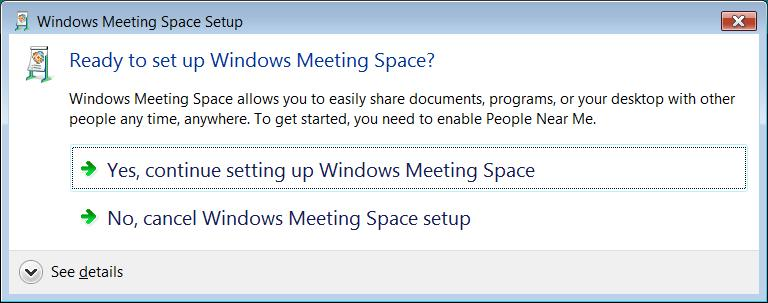 Windows Meeting Space Setup
Ready to set up Windows Meeting Space?
Windows Meeting Space allows you to easily share documents, programs, or your desktop with other
people any time, anywhere. To get started, you need to enable People Near Me.
Yes, continue setting up Windows Meeting Space
No, cancel Windows Meeting Space setup
See details